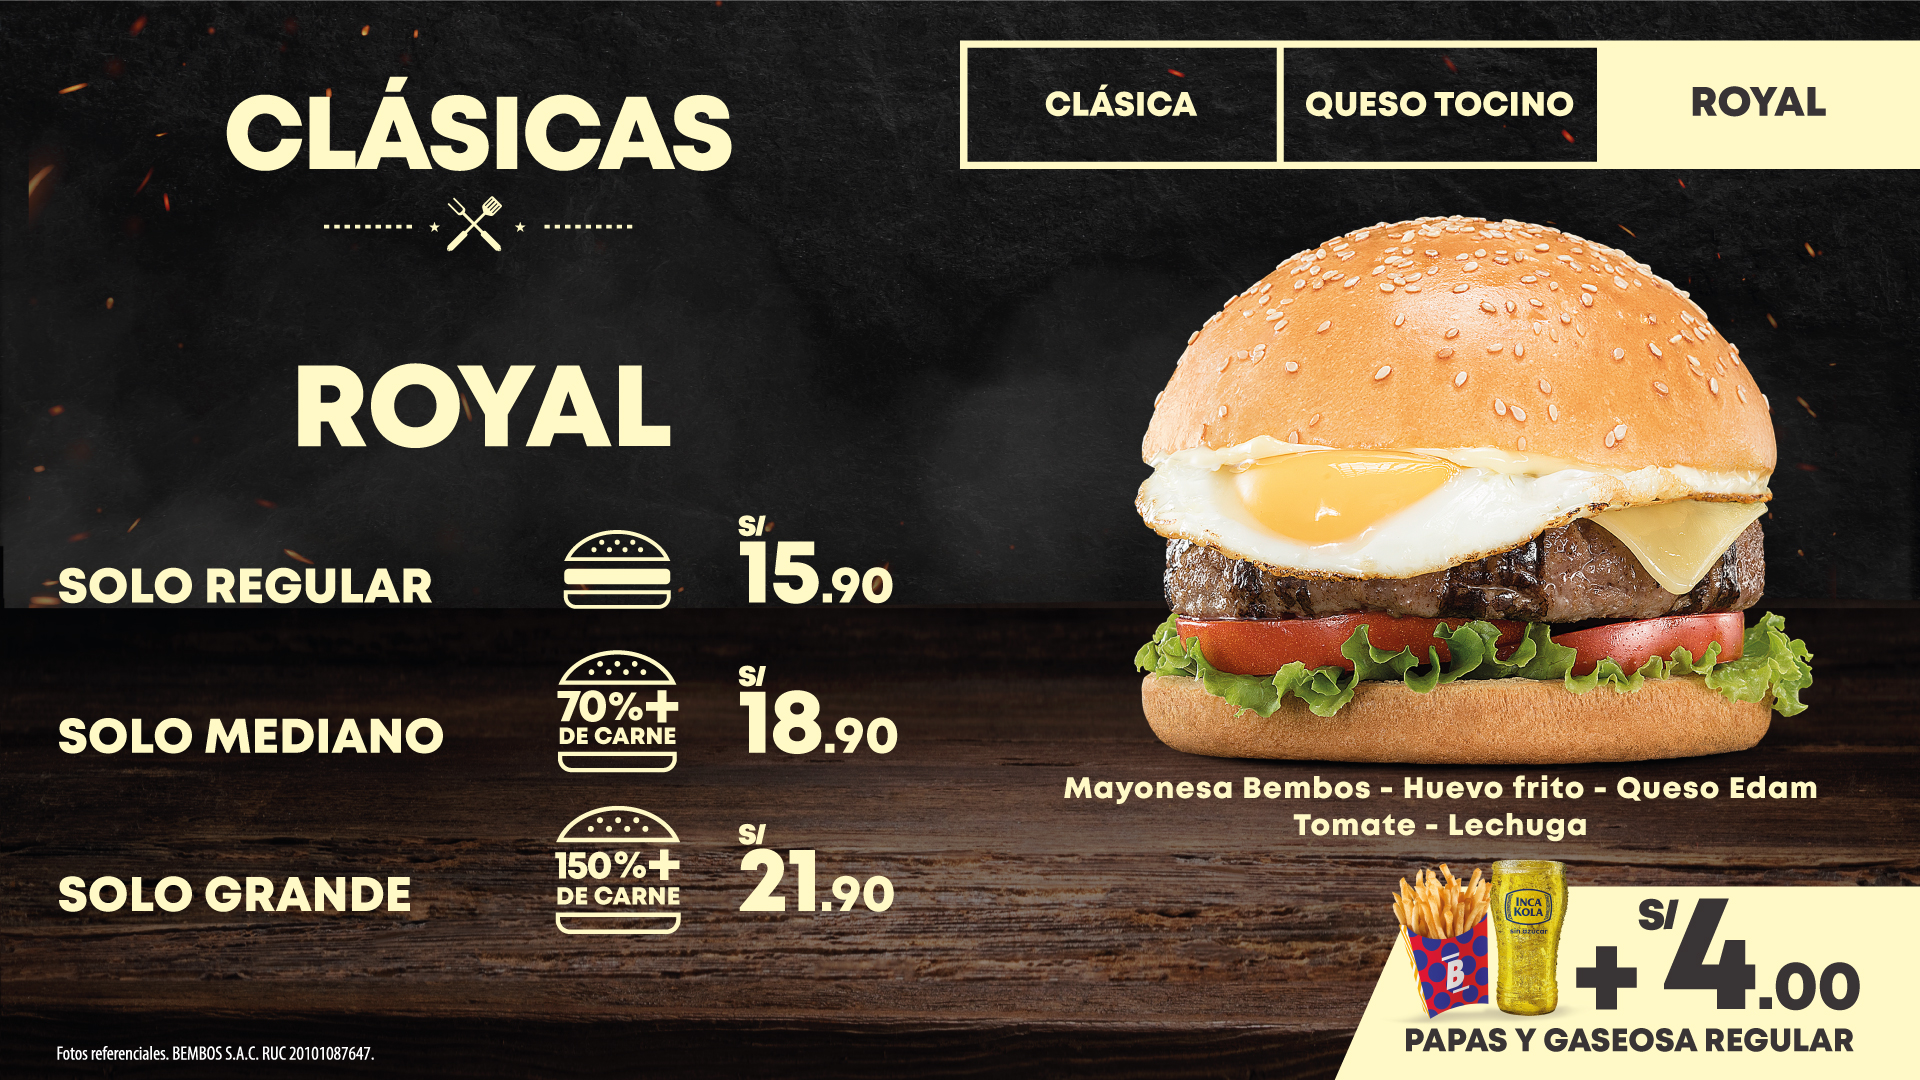 CLÁSICAS
CLÁSICA
QUESO TOCINO
ROYAL
ROYAL
SOLO REGULAR
S/
15.90
SOLO MEDIANO
70%+
DE CARNE
S/
18.90
SOLO GRANDE
150%+
DE CARNE
S/
21.90
Mayonesa Bembos - Huevo frito - Queso Edam
Tomate - Lechuga
INCA
KOLA
sin azúcar
B
+ S/ 4.00
PAPAS Y GASEOSA REGULAR
Fotos referenciales. BEMBOS S.A.C. RUC 20101087647.